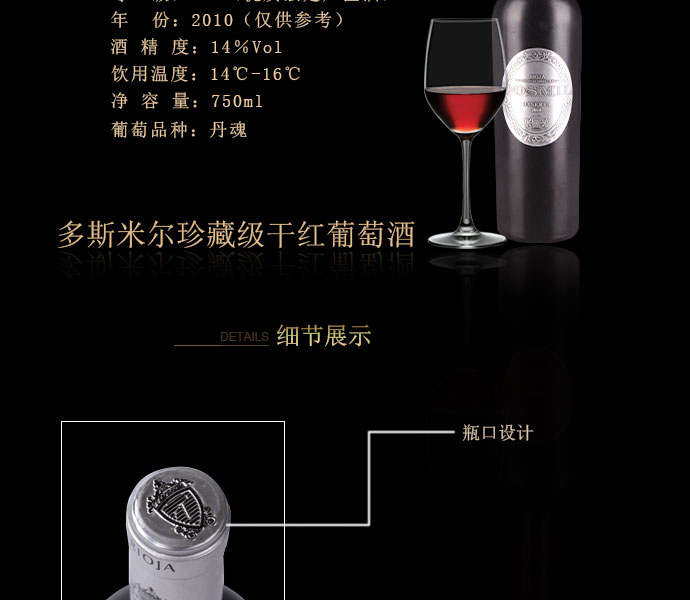 年 份：2010（仅供参考）
酒 精 度：14%Vol
饮用温度：14℃-16℃
净 容 量：750ml
葡萄品种：丹魂
RIOJA
多斯米尔珍藏级干红葡萄酒
DETAILS 细节展示
瓶口设计
RIOJA